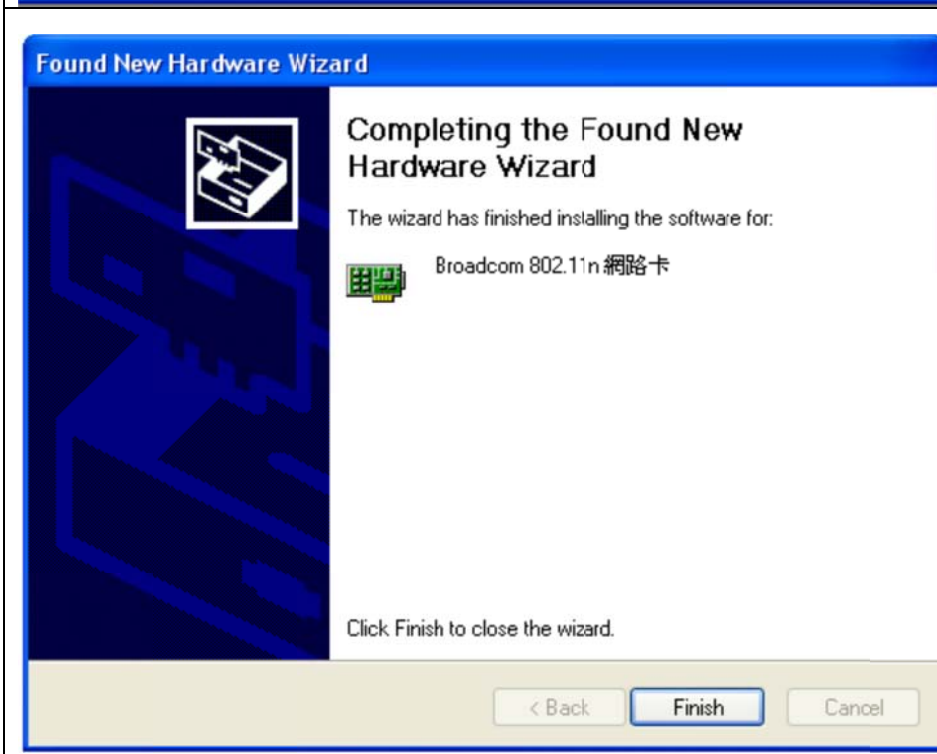 Found New Hardware Wizard
Completing the Found New
Hardware Wizard
The wizard has finished installing the software for:
Broadcom 802.11n 網路卡
Click Finish to close the wizard.
< Back
Finish
Cancel